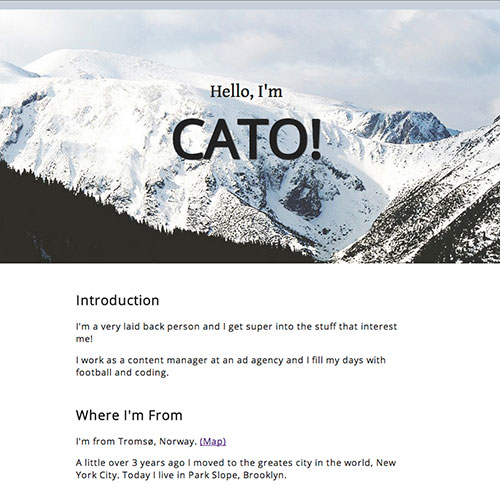 Hello, I'm
CATO!
Introduction
I'm a very laid back person and I get super into the stuff that interest
me!
I work as a content manager at an ad agency and I fill my days with
football and coding.
Where I'm From
I'm from Tromsø, Norway. (Map)
A little over 3 years ago I moved to the greates city in the world, New
York City. Today I live in Park Slope, Brooklyn.